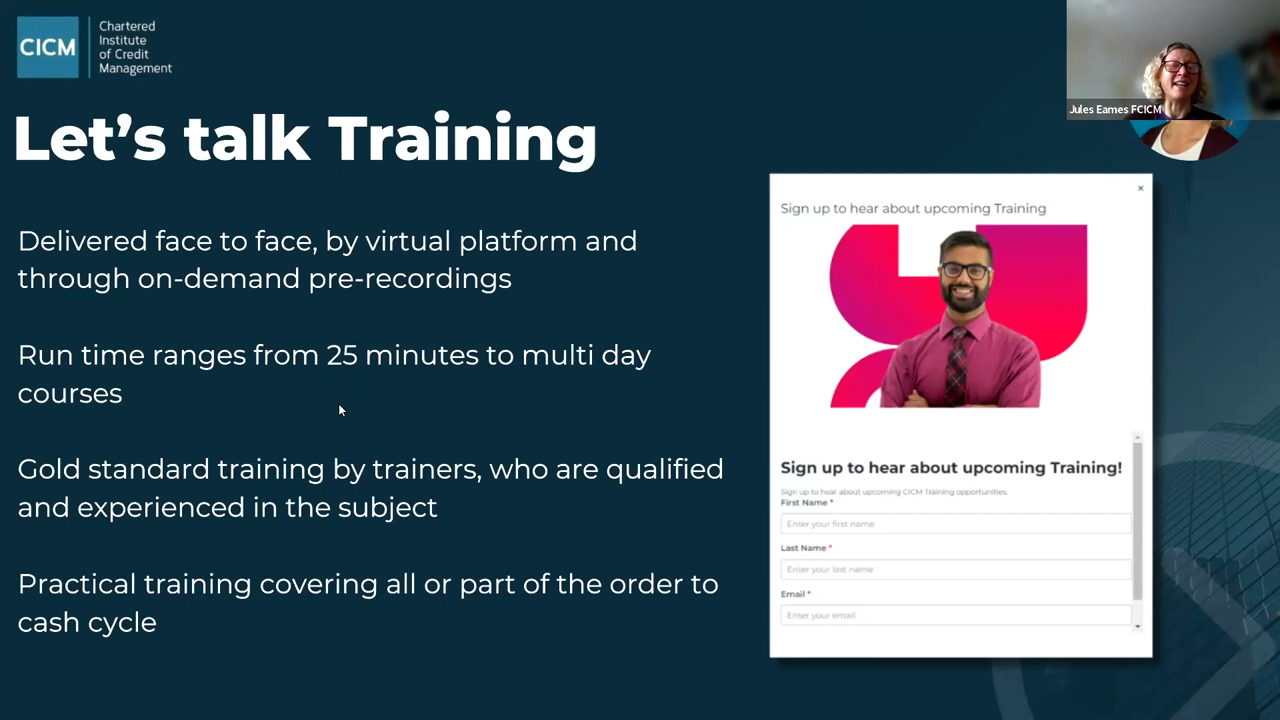 CICM
Chartered
Institute
of Credit
Management
Jules Eames FCICM
Let's talk Training
Delivered face to face, by virtual platform and
through on-demand pre-recordings
Run time ranges from 25 minutes to multi day
courses
Gold standard training by trainers, who are qualified
and experienced in the subject
Practical training covering all or part of the order to
cash cycle
Sign up to hear about upcoming Training
Sign up to hear about upcoming Training!
Sign up to hear about upcoming CICM Training opportunities.
First Name *
Enter your first name
Last Name *
Enter your last name
Email *
Enter your email